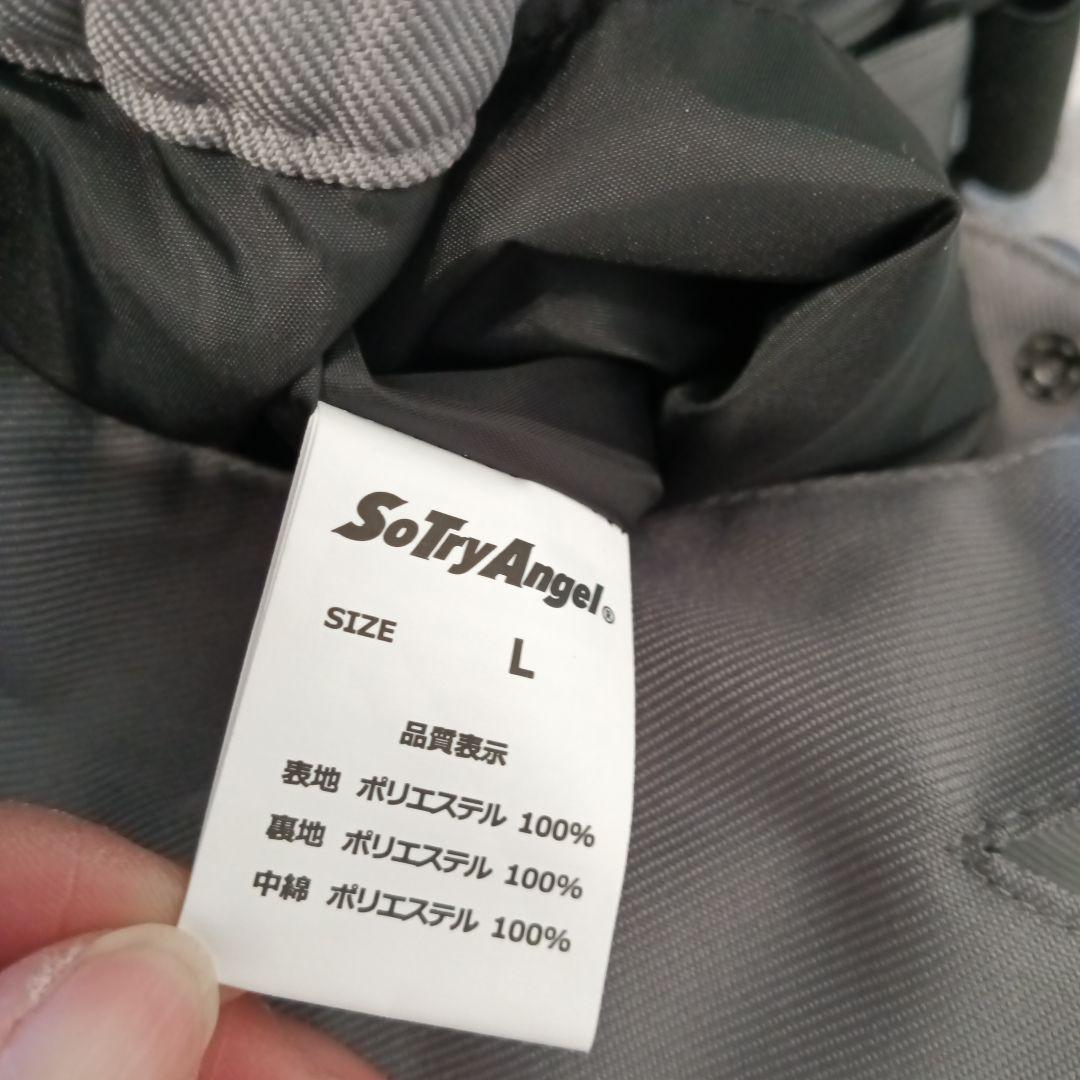 SoTryAngel®
SIZE L
品質表示
表地 ポリエステル 100%
裏地 ポリエステル 100%
中綿 ポリエステル 100%